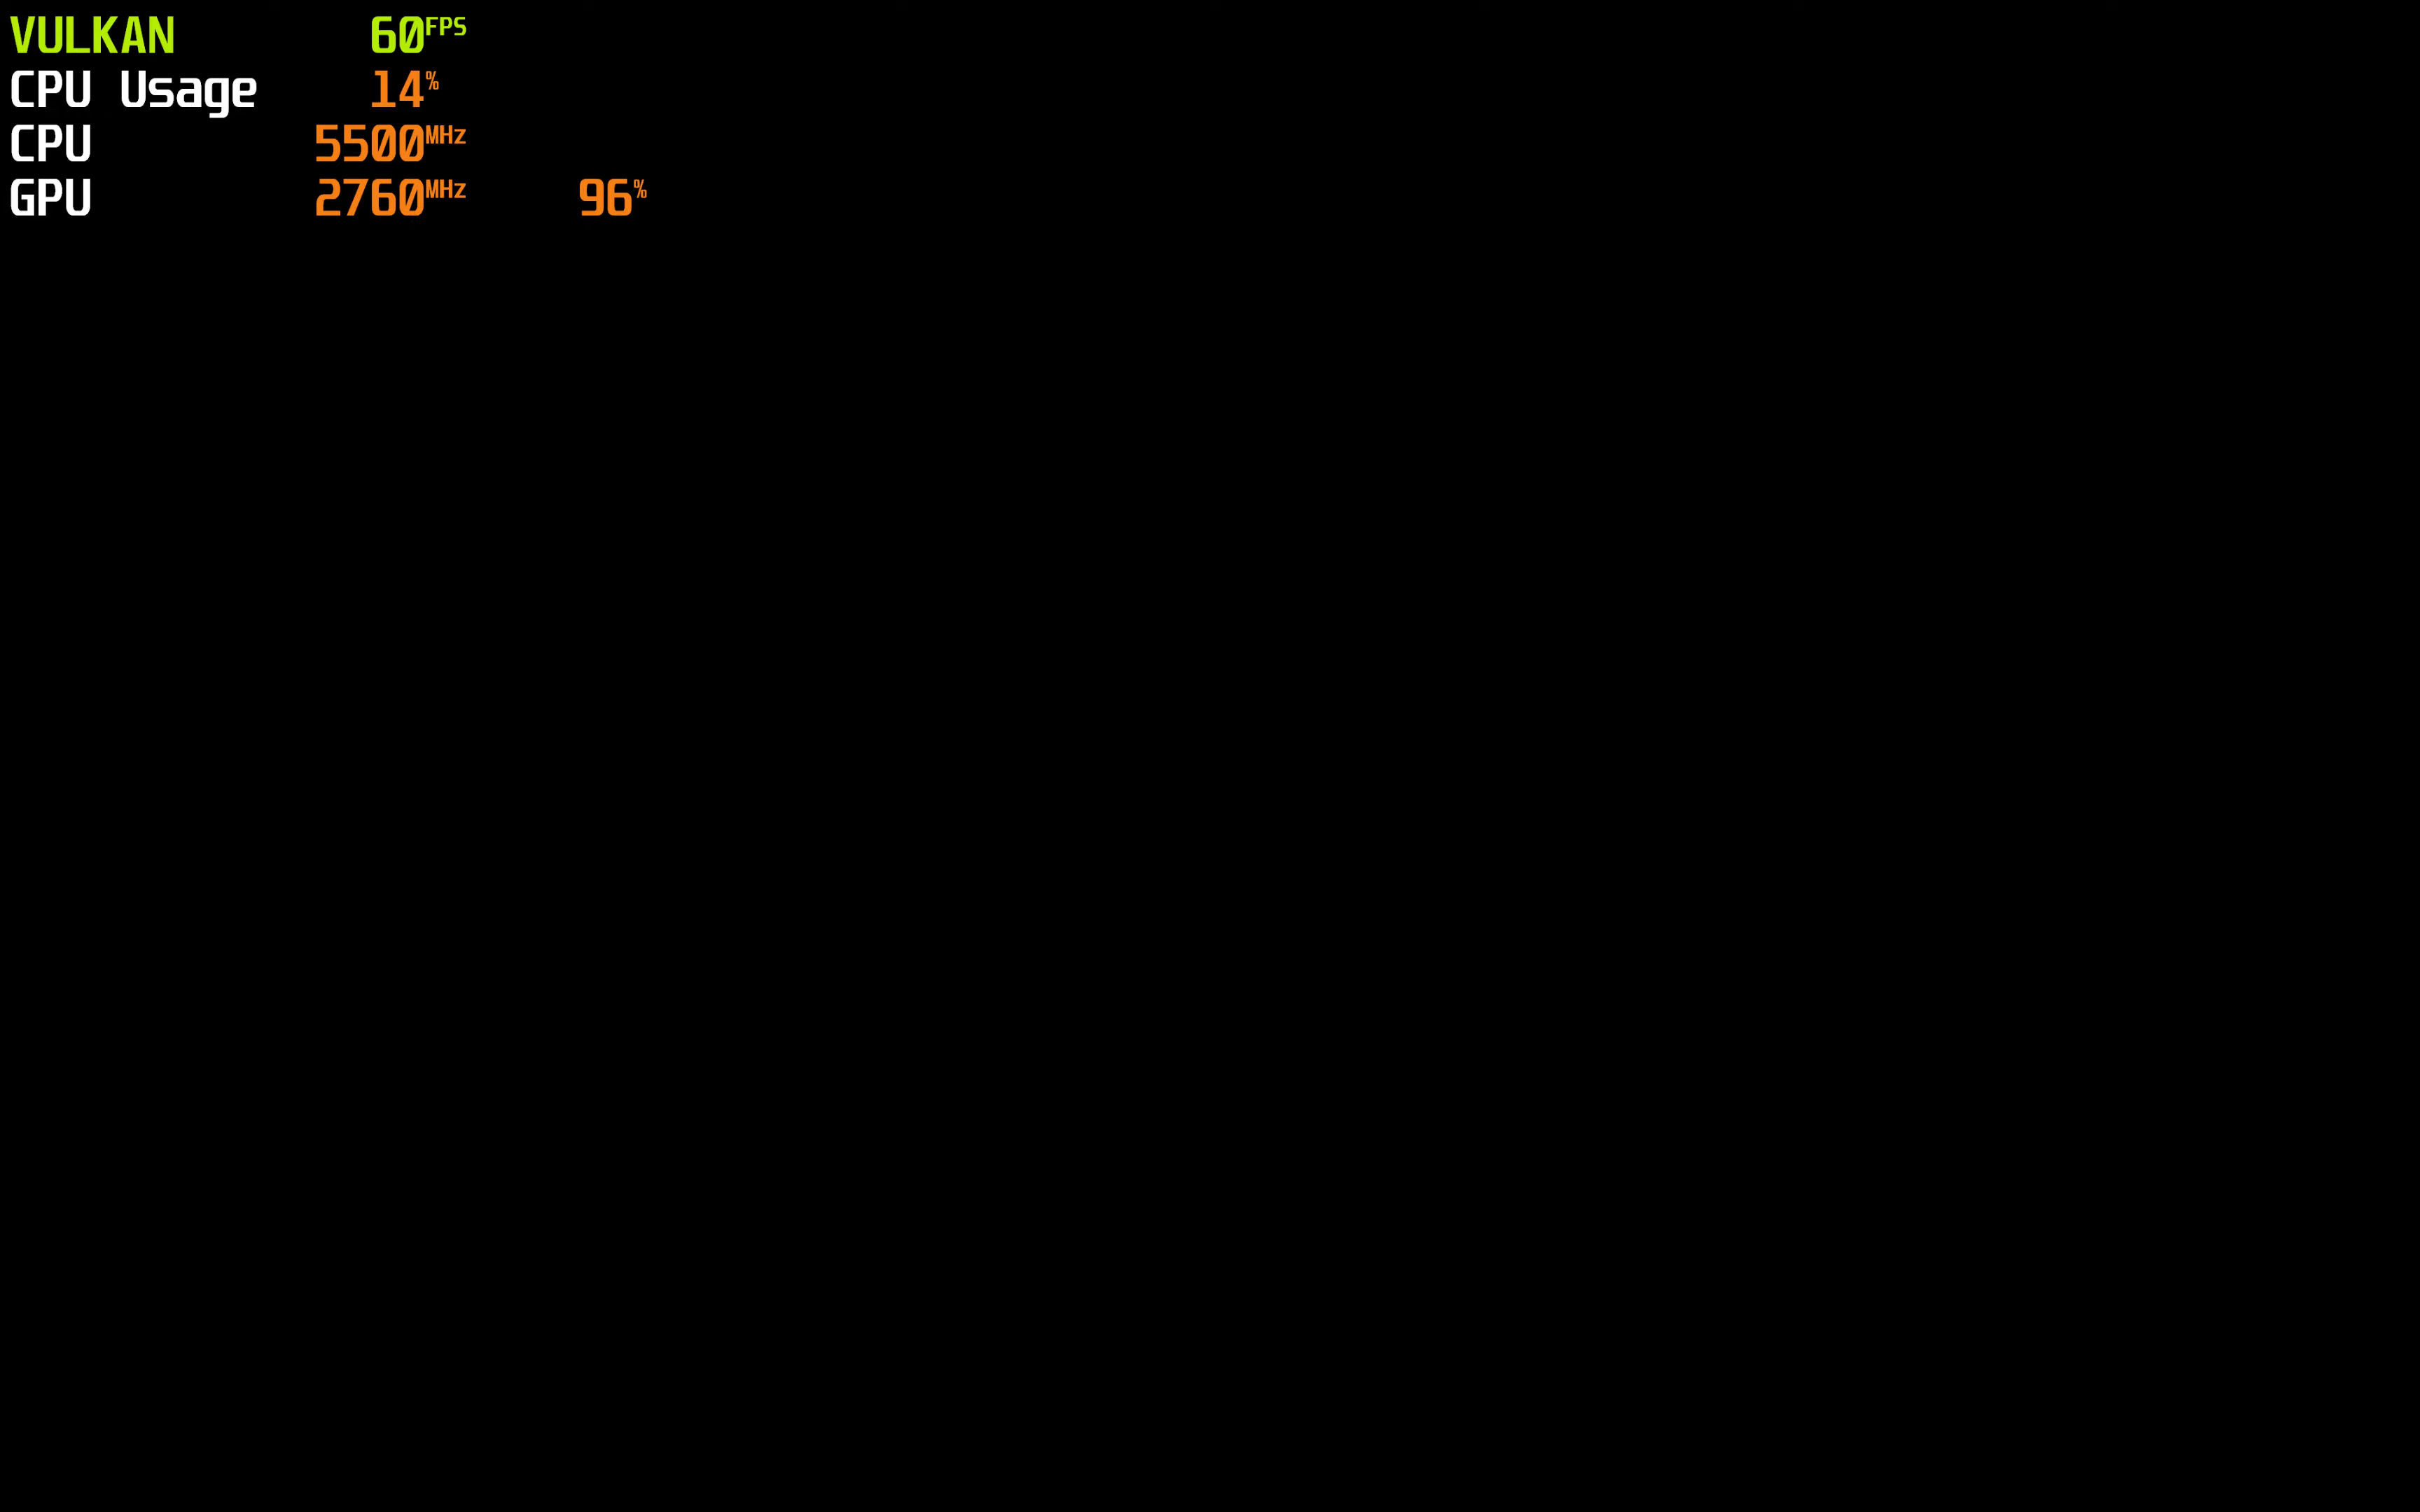 VULKAN 60FPS
CPU Usage 14%
CPU 5500MHz
GPU 2760MHz 96%